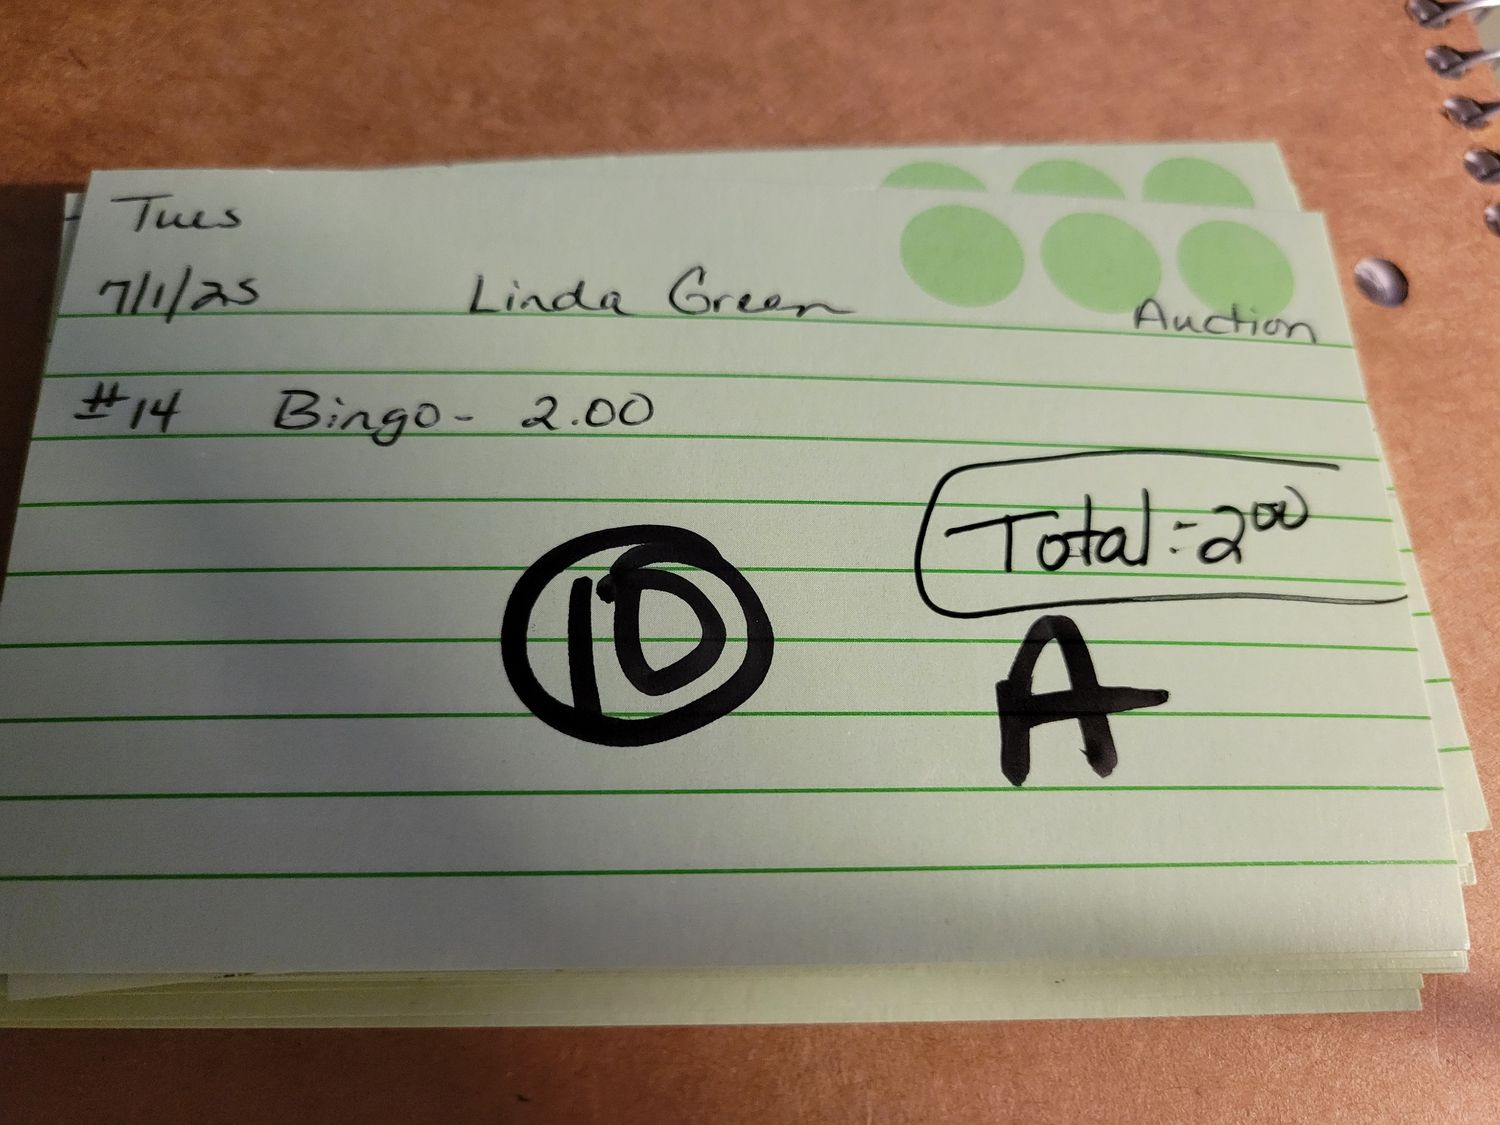 Tues
7/1/25 Linda Green Auction
#14 Bingo - 2.00
Total:- 200
10
A